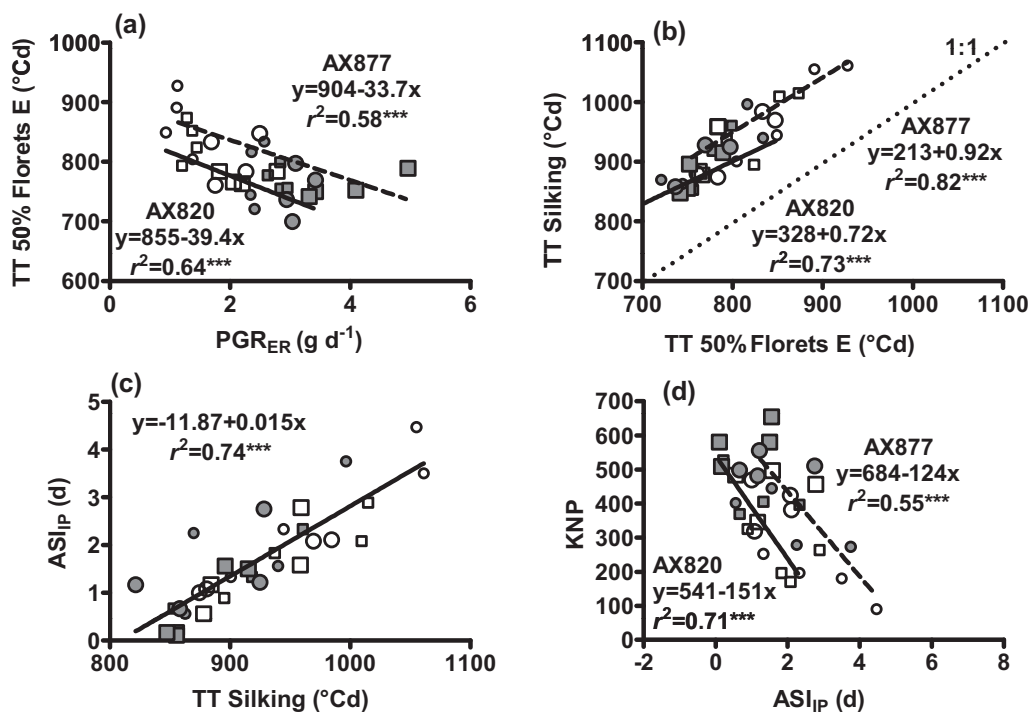 (a)
TT 50% Florets E (°Cd)
1000
900
800
700
600
AX877
y=904-33.7x
r²=0.58***
AX820
y=855-39.4x
r²=0.64***
0 2 4 6
PGR_ER (g d⁻¹)
(b)
TT Silking (°Cd)
1100
1000
900
800
700
1:1
AX877
y=213+0.92x
r²=0.82***
AX820
y=328+0.72x
r²=0.73***
700 800 900 1000 1100
TT 50% Florets E (°Cd)
(c)
ASI_IP (d)
5
4
3
2
1
0
y=-11.87+0.015x
r²=0.74***
800 900 1000 1100
TT Silking (°Cd)
(d)
KNP
700
600
500
400
300
200
100
0
AX877
y=684-124x
r²=0.55***
AX820
y=541-151x
r²=0.71***
-2 0 2 4 6 8
ASI_IP (d)